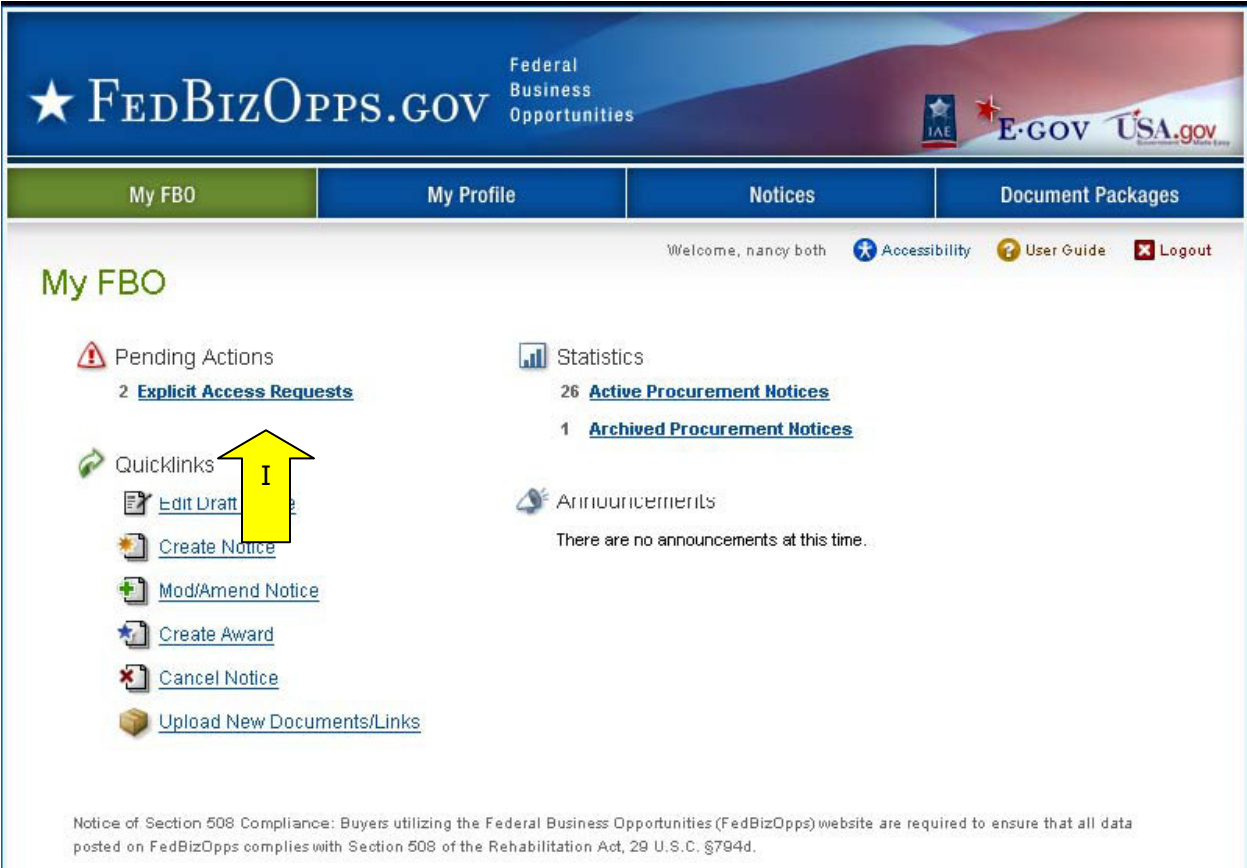 ★ FEDBIZOPPS.GOV
Federal
Business
Opportunities
IAE
E·GOV
USA.gov
Government Made Easy
My FBO
My Profile
Notices
Document Packages
Welcome, nancy both
Accessibility
User Guide
Logout
My FBO
Pending Actions
2 Explicit Access Requests
Statistics
26 Active Procurement Notices
1 Archived Procurement Notices
Quicklinks
I
Edit Draft
Create Notice
Mod/Amend Notice
Create Award
Cancel Notice
Upload New Documents/Links
Announcements
There are no announcements at this time.
Notice of Section 508 Compliance: Buyers utilizing the Federal Business Opportunities (FedBizOpps) website are required to ensure that all data
posted on FedBizOpps complies with Section 508 of the Rehabilitation Act, 29 U.S.C. §794d.